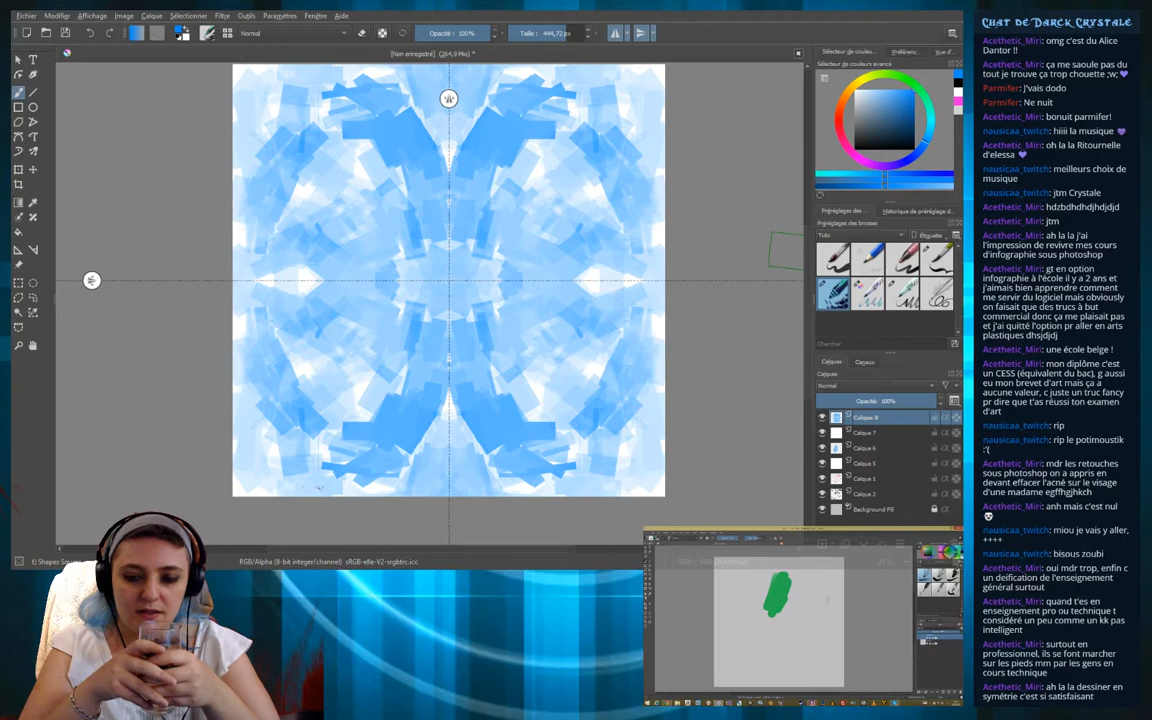 Fichier Edition Affichage Image Calque Sélectionner Filtre Outils Paramètres Fenêtre Aide
Normal
Opacité : 100%
Taille : 444,72 px
[Non enregistré] (264,9 Mo) *
Sélecteur de couleu...
Préférenc...
Vue d'...
Sélecteur de couleurs avancé
Préréglages des ...
Historique de préréglage d...
Préréglages des brosses
Tuto
Étiquette
Chercher
Calques
Canaux
Calques
Normal
Opacité: 100%
Calque 8
Calque 7
Calque 6
Calque 5
Calque 1
Calque 2
Background Fill
t) Shapes Squar
RGB/Alpha (8-bit integer/channel) sRGB-elle-V2-srgbtrc.icc
Chat de Darck Crystale
Acethetic_Miri: omg c'est du Alice
Dantor !!
Acethetic_Miri: ça me saoule pas du
tout je trouve ça trop chouette ;w;
Parmifer: J'vais dodo
Parmifer: Ne nuit
Acethetic_Miri: bonuit parmifer!
nausicaa_twitch: hiiii la musique
Acethetic_Miri: oh la la Ritournelle
d'elessa
nausicaa_twitch: meilleurs choix de
musique
nausicaa_twitch: jtm Crystale
Acethetic_Miri: hdzbdhdhdjhdjdjd
Acethetic_Miri: jtm
Acethetic_Miri: ah la la j'ai
l'impression de revivre mes cours
d'infographie sous photoshop
Acethetic_Miri: gt en option
infographie à l'école il y a 2 ans et
j'aimais bien apprendre comment
me servir du logiciel mais obviously
on faisait que des trucs à but
commercial donc ça me plaisait pas
et j'ai quitté l'option pr aller en arts
plastiques dhsjdjdj
Acethetic_Miri: une école belge !
Acethetic_Miri: mon diplôme c'est
un CESS (équivalent du bac), g aussi
eu mon brevet d'art mais ça a
aucune valeur, c juste un truc fancy
pr dire que t'as réussi ton examen
d'art
nausicaa_twitch: rip
nausicaa_twitch: rip le potimoustik
:'(
Acethetic_Miri: mdr les retouches
sous photoshop on a appris en
devant effacer l'acné sur le visage
d'une madame egffhgjhkch
Acethetic_Miri: anh mais c'est nul
nausicaa_twitch: miou je vais y aller,
++++
nausicaa_twitch: bisous zoubi
Acethetic_Miri: oui mdr trop, enfin c
un deification de l'enseignement
général surtout
Acethetic_Miri: quand t'es en
enseignement pro ou technique t
considéré un peu comme un kk pas
intelligent
Acethetic_Miri: surtout en
professionnel, ils se font marcher
sur les pieds mm par les gens en
cours technique
Acethetic_Miri: ah la la dessiner en
symétrie c'est si satisfaisant